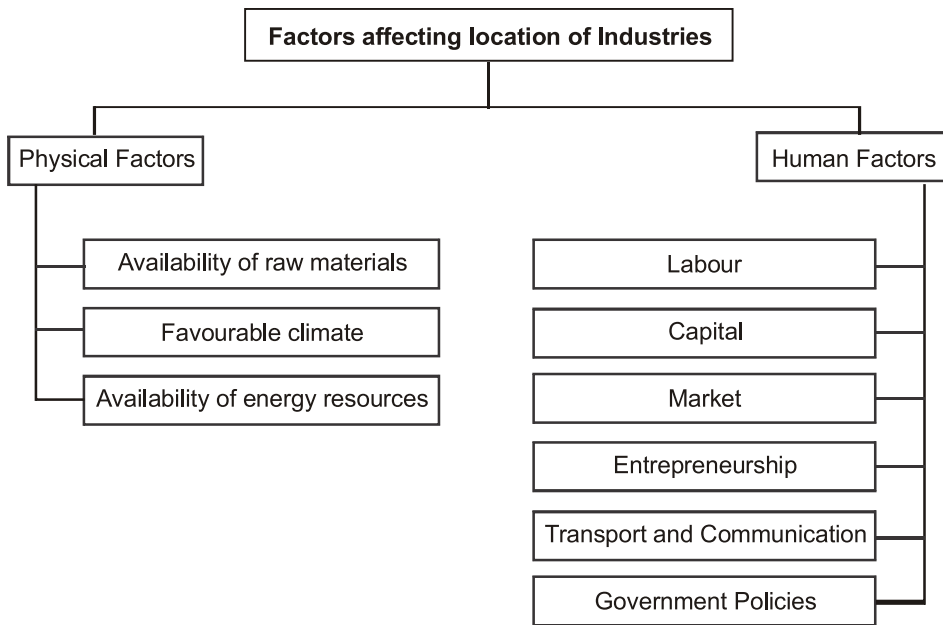 Factors affecting location of Industries
Physical Factors
Human Factors
Availability of raw materials
Favourable climate
Availability of energy resources
Labour
Capital
Market
Entrepreneurship
Transport and Communication
Government Policies